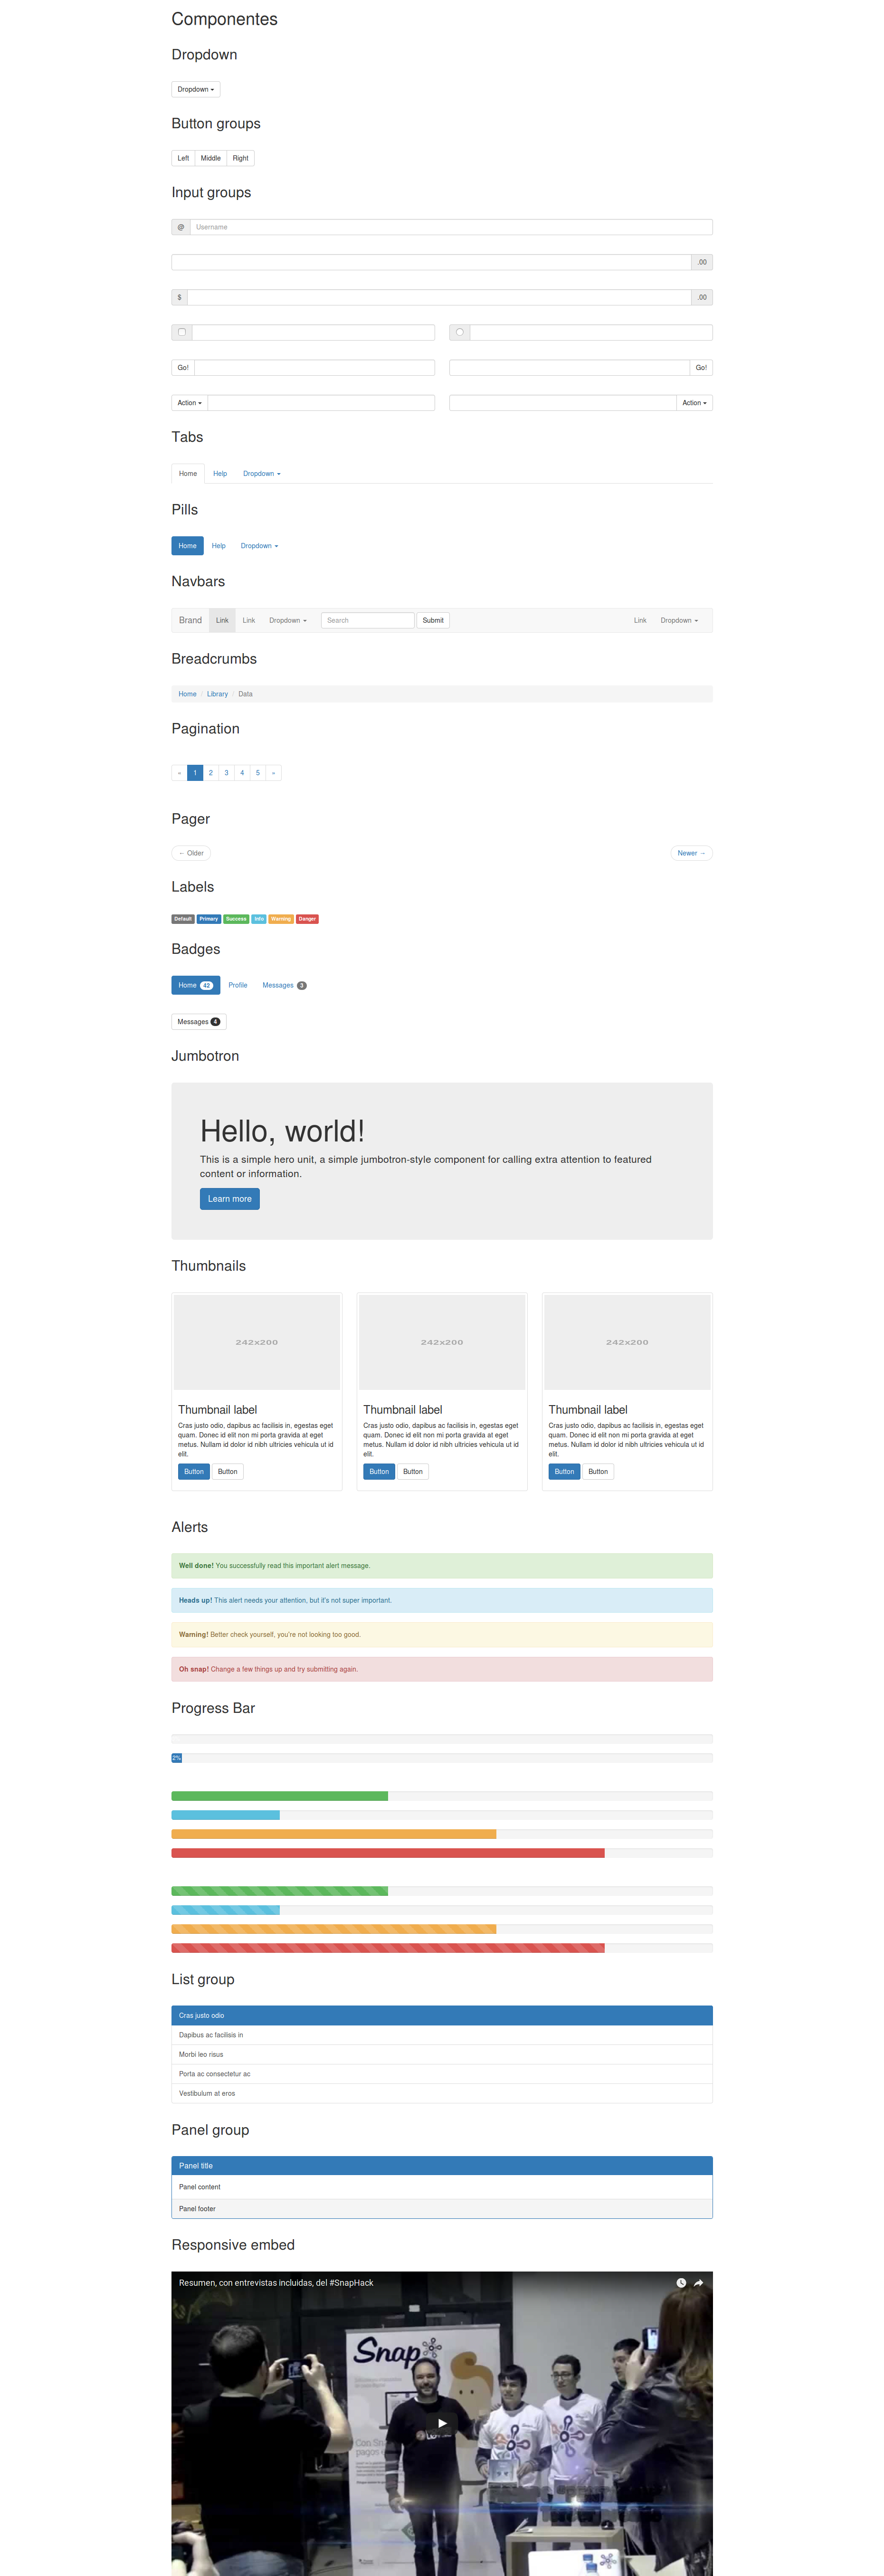 Componentes
Dropdown
Dropdown
Button groups
Left Middle Right
Input groups
@ Username
.00
$ .00
Go! Go!
Action Action
Tabs
Home Help Dropdown
Pills
Home Help Dropdown
Navbars
Brand Link Link Dropdown Search Submit Link Dropdown
Breadcrumbs
Home / Library / Data
Pagination
« 1 2 3 4 5 »
Pager
← Older Newer →
Labels
Default Primary Success Info Warning Danger
Badges
Home 42 Profile Messages 3
Messages 4
Jumbotron
Hello, world!
This is a simple hero unit, a simple jumbotron-style component for calling extra attention to featured
content or information.
Learn more
Thumbnails
242x200 242x200 242x200
Thumbnail label Thumbnail label Thumbnail label
Cras justo odio, dapibus ac facilisis in, egestas eget Cras justo odio, dapibus ac facilisis in, egestas eget Cras justo odio, dapibus ac facilisis in, egestas eget
quam. Donec id elit non mi porta gravida at eget quam. Donec id elit non mi porta gravida at eget quam. Donec id elit non mi porta gravida at eget
metus. Nullam id dolor id nibh ultricies vehicula ut id metus. Nullam id dolor id nibh ultricies vehicula ut id metus. Nullam id dolor id nibh ultricies vehicula ut id
elit. elit. elit.
Button Button Button Button Button Button
Alerts
Well done! You successfully read this important alert message.
Heads up! This alert needs your attention, but it's not super important.
Warning! Better check yourself, you're not looking too good.
Oh snap! Change a few things up and try submitting again.
Progress Bar
2%
List group
Cras justo odio
Dapibus ac facilisis in
Morbi leo risus
Porta ac consectetur ac
Vestibulum at eros
Panel group
Panel title
Panel content
Panel footer
Responsive embed
Resumen, con entrevistas incluidas, del #SnapHack
Snap